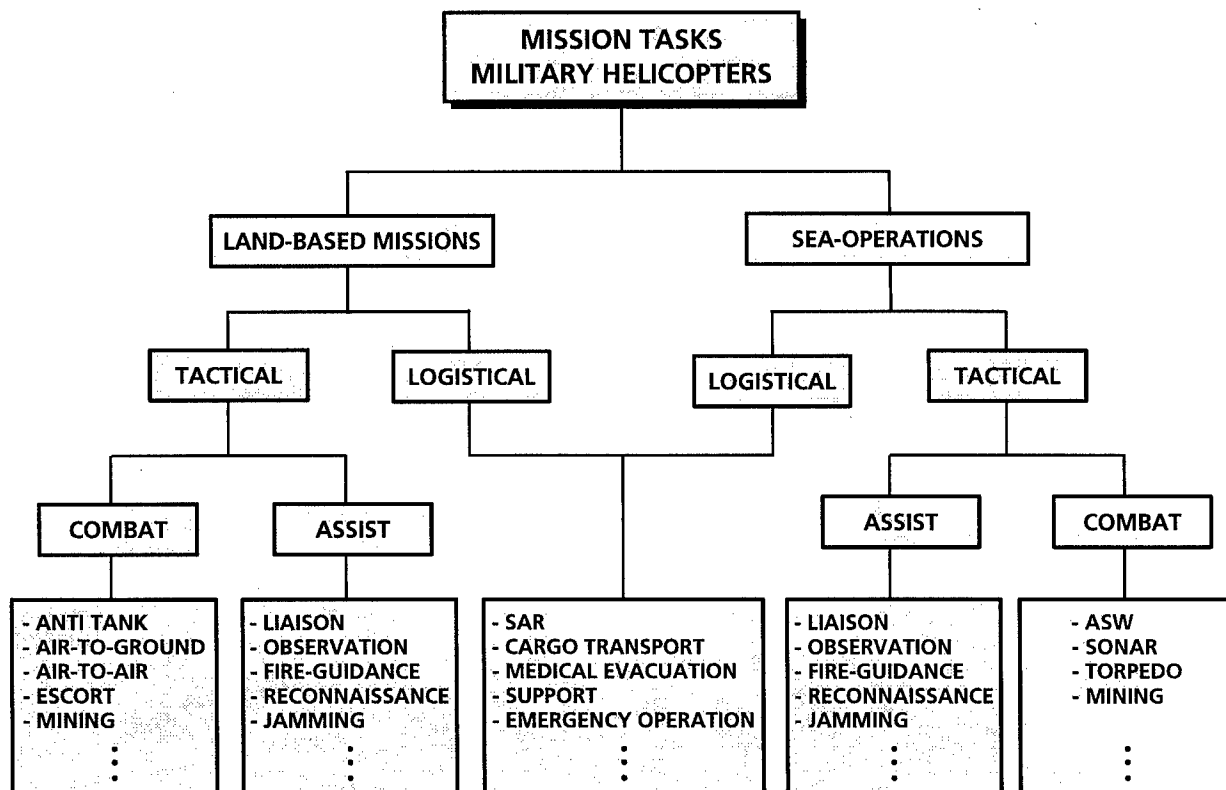 MISSION TASKS
MILITARY HELICOPTERS
LAND-BASED MISSIONS
SEA-OPERATIONS
TACTICAL
LOGISTICAL
LOGISTICAL
TACTICAL
COMBAT
ASSIST
ASSIST
COMBAT
- ANTI TANK
- AIR-TO-GROUND
- AIR-TO-AIR
- ESCORT
- MINING
- LIAISON
- OBSERVATION
- FIRE-GUIDANCE
- RECONNAISSANCE
- JAMMING
- SAR
- CARGO TRANSPORT
- MEDICAL EVACUATION
- SUPPORT
- EMERGENCY OPERATION
- LIAISON
- OBSERVATION
- FIRE-GUIDANCE
- RECONNAISSANCE
- JAMMING
- ASW
- SONAR
- TORPEDO
- MINING